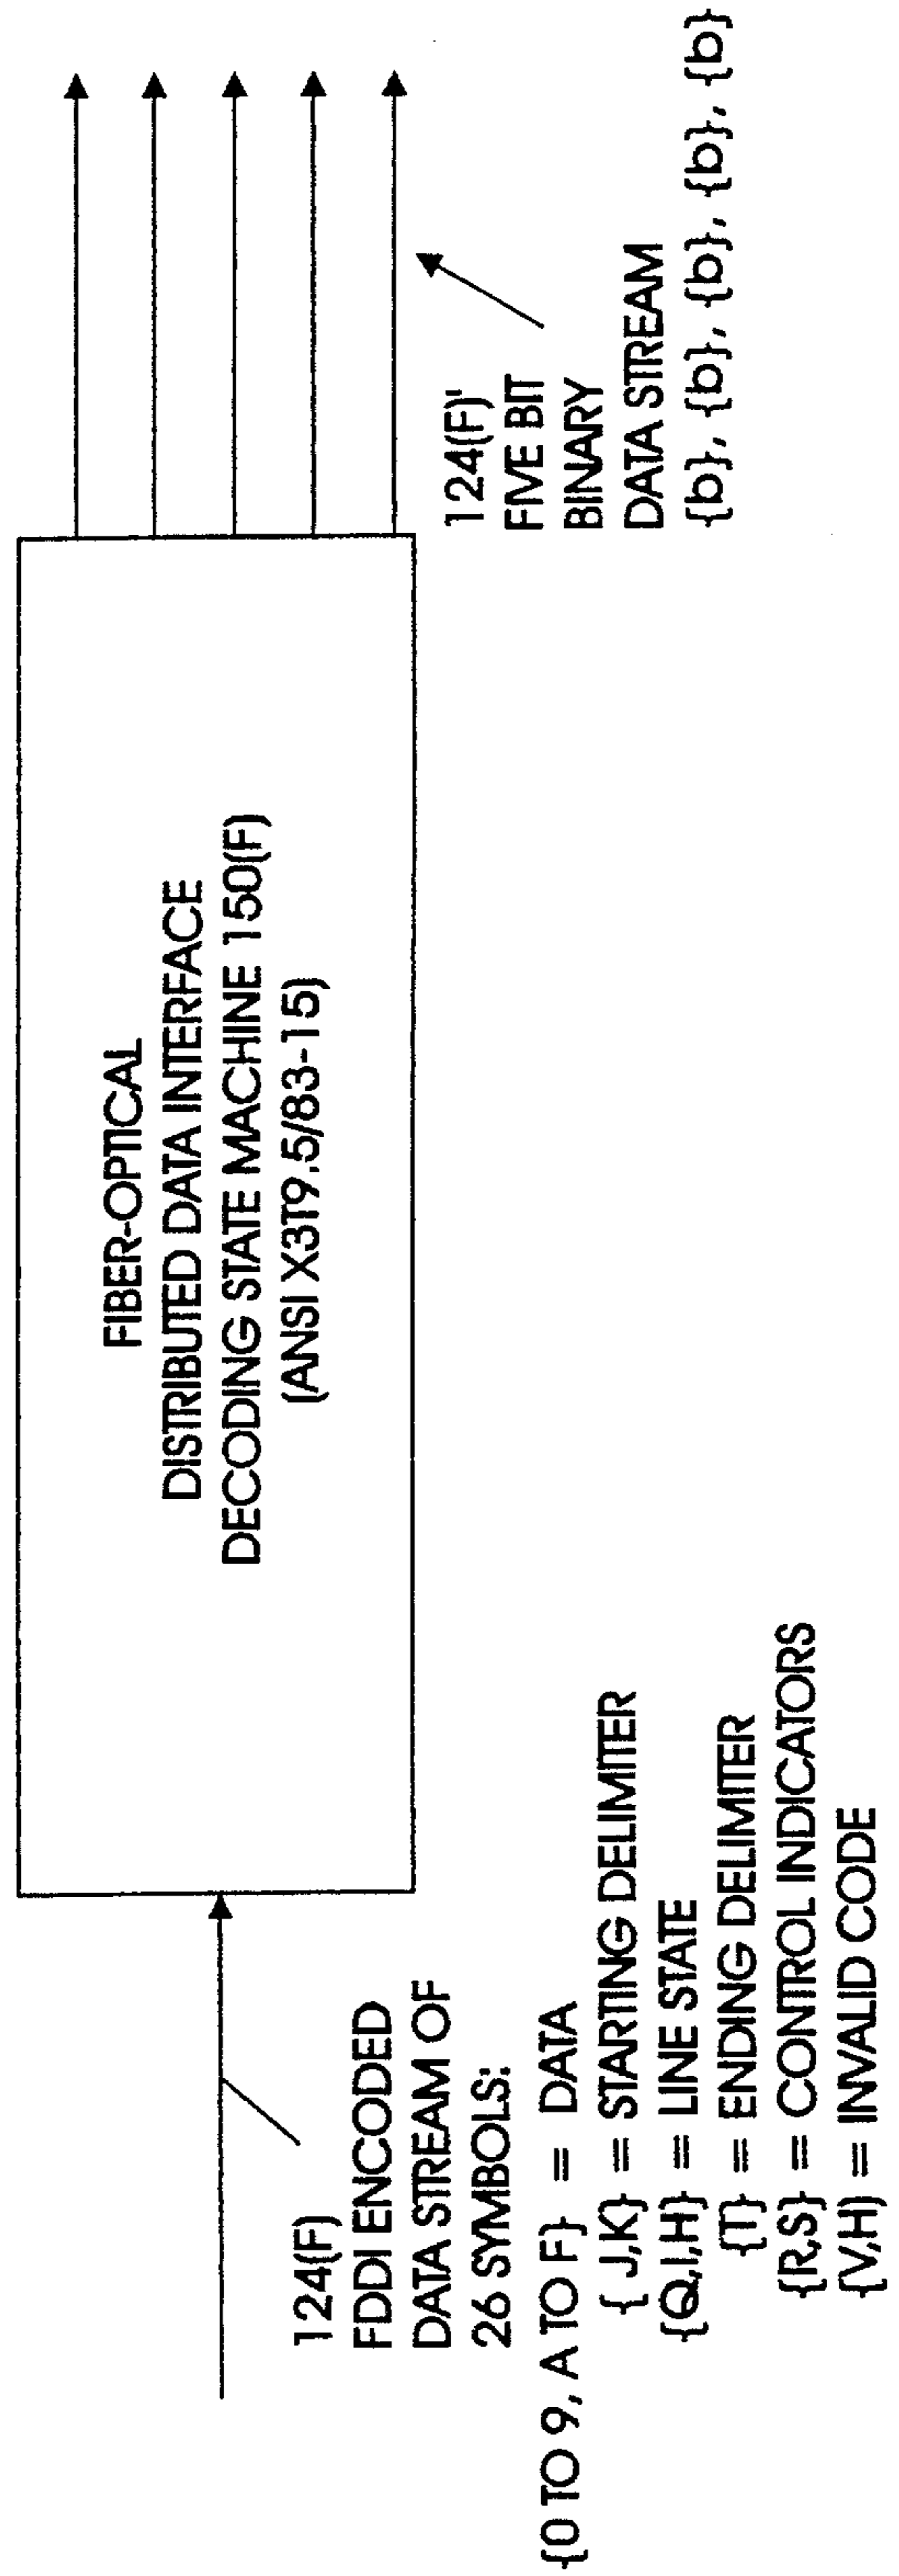 FIBER-OPTICAL
DISTRIBUTED DATA INTERFACE
DECODING STATE MACHINE 150(F)
(ANSI X3T9.5/83-15)
124(F)
FDDI ENCODED
DATA STREAM OF
26 SYMBOLS:
{0 TO 9, A TO F} = DATA
{ J,K} = STARTING DELIMITER
{Q,I,H} = LINE STATE
{T} = ENDING DELIMITER
{R,S} = CONTROL INDICATORS
{V,H) = INVALID CODE
124(F)'
FIVE BIT
BINARY
DATA STREAM
{b}, {b}, {b}, {b}, {b}, {b}